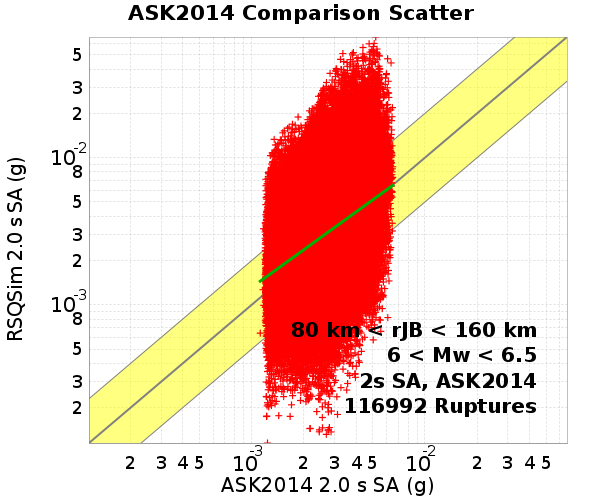 ASK2014 Comparison Scatter
RSQSim 2.0 s SA (g)
5
3
2
10-2
8
5
3
2
10-3
8
5
3
2
80 km < rJB < 160 km
6 < Mw < 6.5
2s SA, ASK2014
116992 Ruptures
2 3 4 5 10-3 2 3 4 5 10-2 2 3 4 5
ASK2014 2.0 s SA (g)